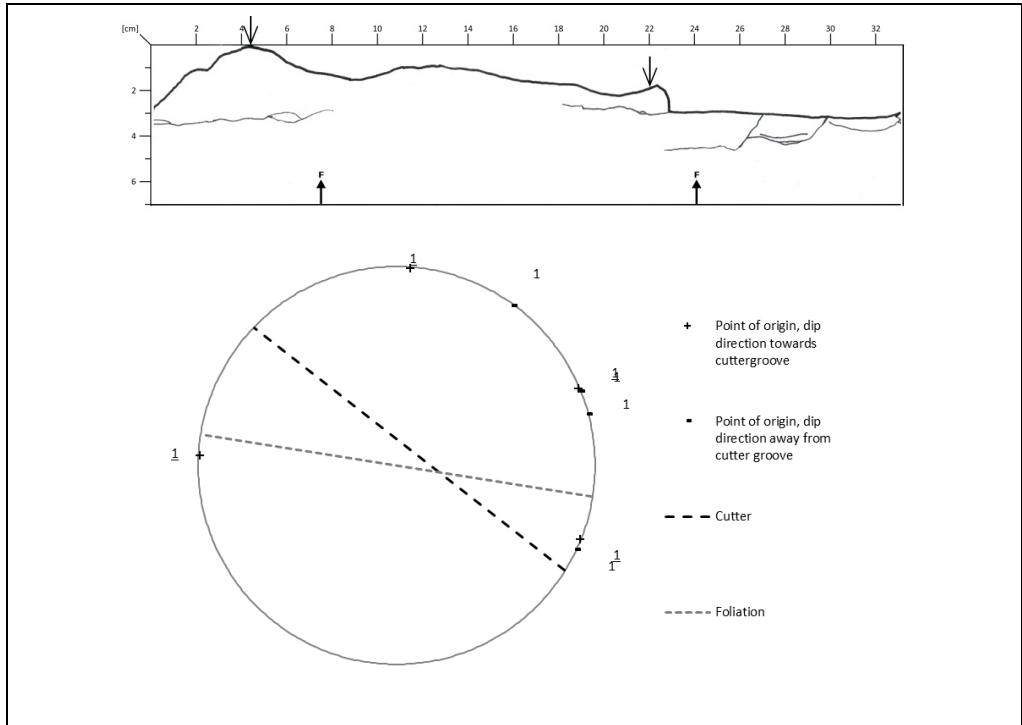 [cm] 2 4 6 8 10 12 14 16 18 20 22 24 26 28 30 32
2
4
6
F F
1
1
1
1
1
1
1
1
Point of origin, dip
direction towards
cuttergroove
Point of origin, dip
direction away from
cutter groove
Cutter
Foliation